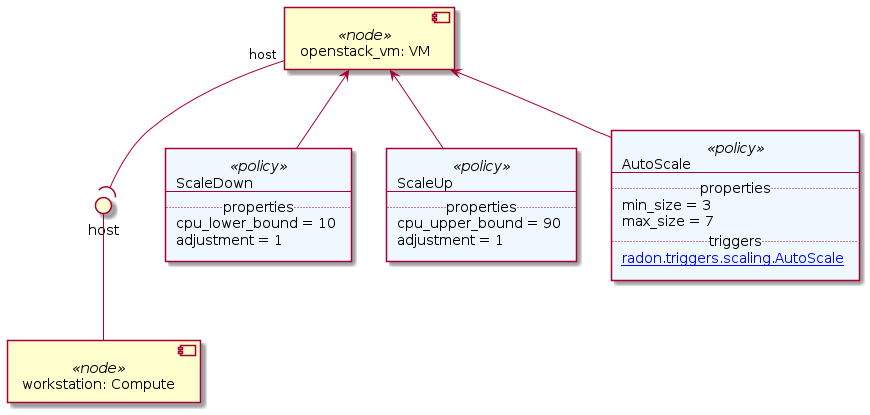 «node»
openstack_vm: VM
host
«policy»
ScaleDown
properties
cpu_lower_bound = 10
adjustment = 1
«policy»
ScaleUp
properties
cpu_upper_bound = 90
adjustment = 1
«policy»
AutoScale
properties
min_size = 3
max_size = 7
triggers
radon.triggers.scaling.AutoScale
host
«node»
workstation: Compute